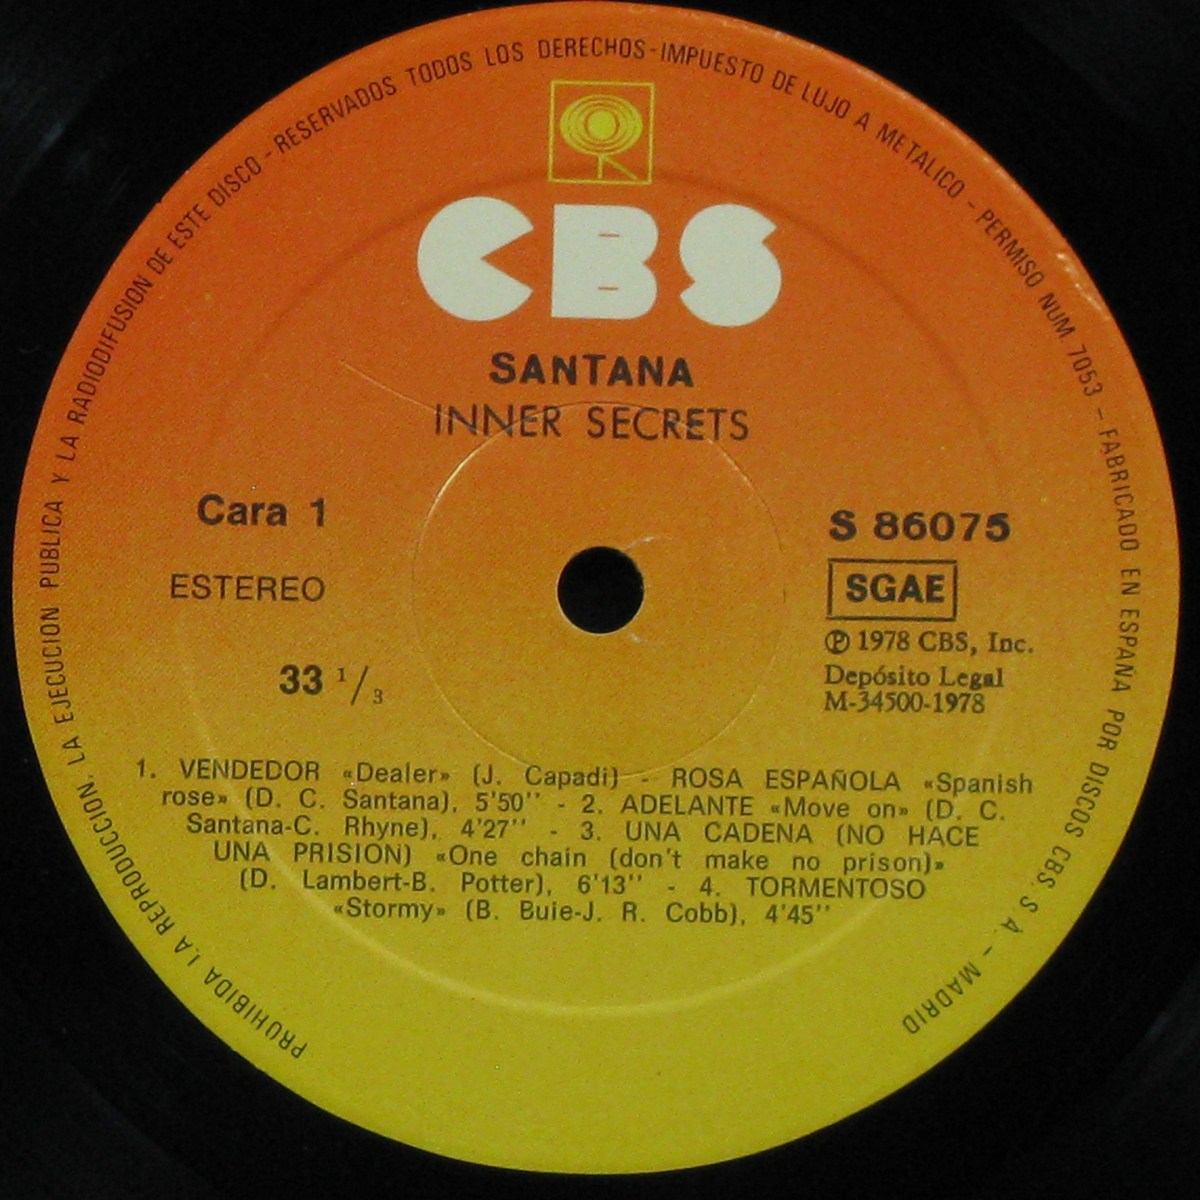 PROHIBIDA LA REPRODUCCION, LA EJECUCION PUBLICA Y LA RADIODIFUSION DE ESTE DISCO - RESERVADOS TODOS LOS DERECHOS - IMPUESTO DE LUJO A METALICO - PERMISO NUM 7053 - FABRICADO EN ESPAÑA POR DISCOS CBS. S. A. - MADRID
CBS
SANTANA
INNER SECRETS
Cara 1
ESTEREO
33 1/3
S 86075
SGAE
℗ 1978 CBS, Inc.
Depósito Legal
M-34500-1978
1. VENDEDOR «Dealer» (J. Capadi) - ROSA ESPAÑOLA «Spanish
rose» (D. C. Santana), 5'50'' - 2. ADELANTE «Move on» (D. C.
Santana-C. Rhyne), 4'27'' - 3. UNA CADENA (NO HACE
UNA PRISION) «One chain (don't make no prison)»
(D. Lambert-B. Potter), 6'13'' - 4. TORMENTOSO
«Stormy» (B. Buie-J. R. Cobb), 4'45''